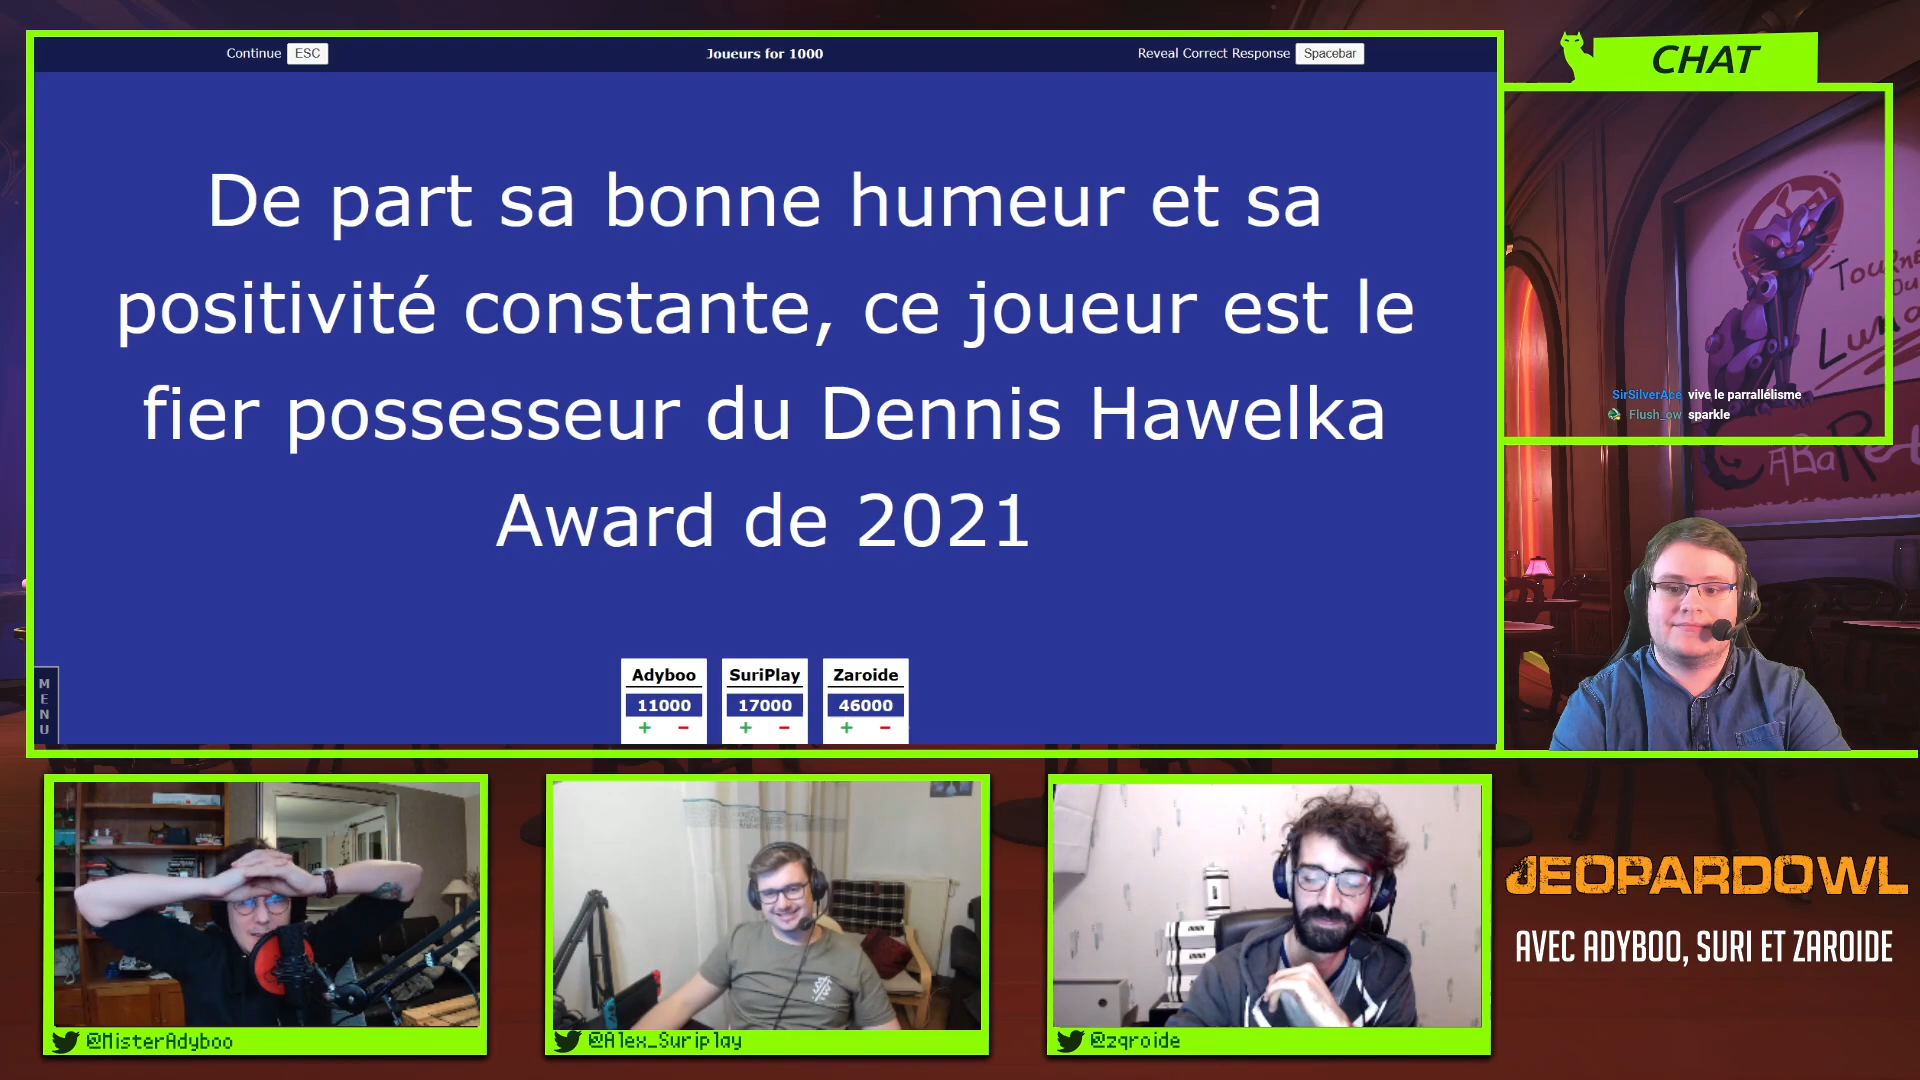 Continue ESC
Joueurs for 1000
Reveal Correct Response Spacebar
CHAT
De part sa bonne humeur et sa
positivité constante, ce joueur est le
fier possesseur du Dennis Hawelka
Award de 2021
SirSilverAce vive le parrallélisme
Flush_ow sparkle
CABaRet
MENU
Adyboo
11000
+ −
SuriPlay
17000
+ −
Zaroide
46000
+ −
JEOPARDOWL
AVEC ADYBOO, SURI ET ZAROIDE
@MisterAdyboo
@Alex_Suriplay
@zqroide